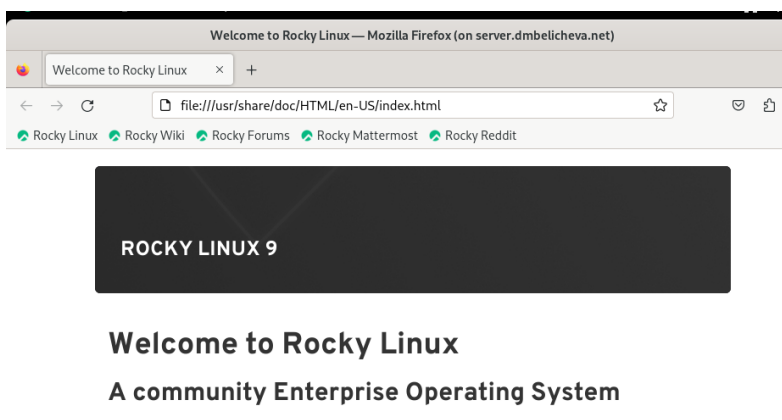 Welcome to Rocky Linux — Mozilla Firefox (on server.dmbelicheva.net)
Welcome to Rocky Linux × +
file:///usr/share/doc/HTML/en-US/index.html
Rocky Linux Rocky Wiki Rocky Forums Rocky Mattermost Rocky Reddit
ROCKY LINUX 9
Welcome to Rocky Linux
A community Enterprise Operating System